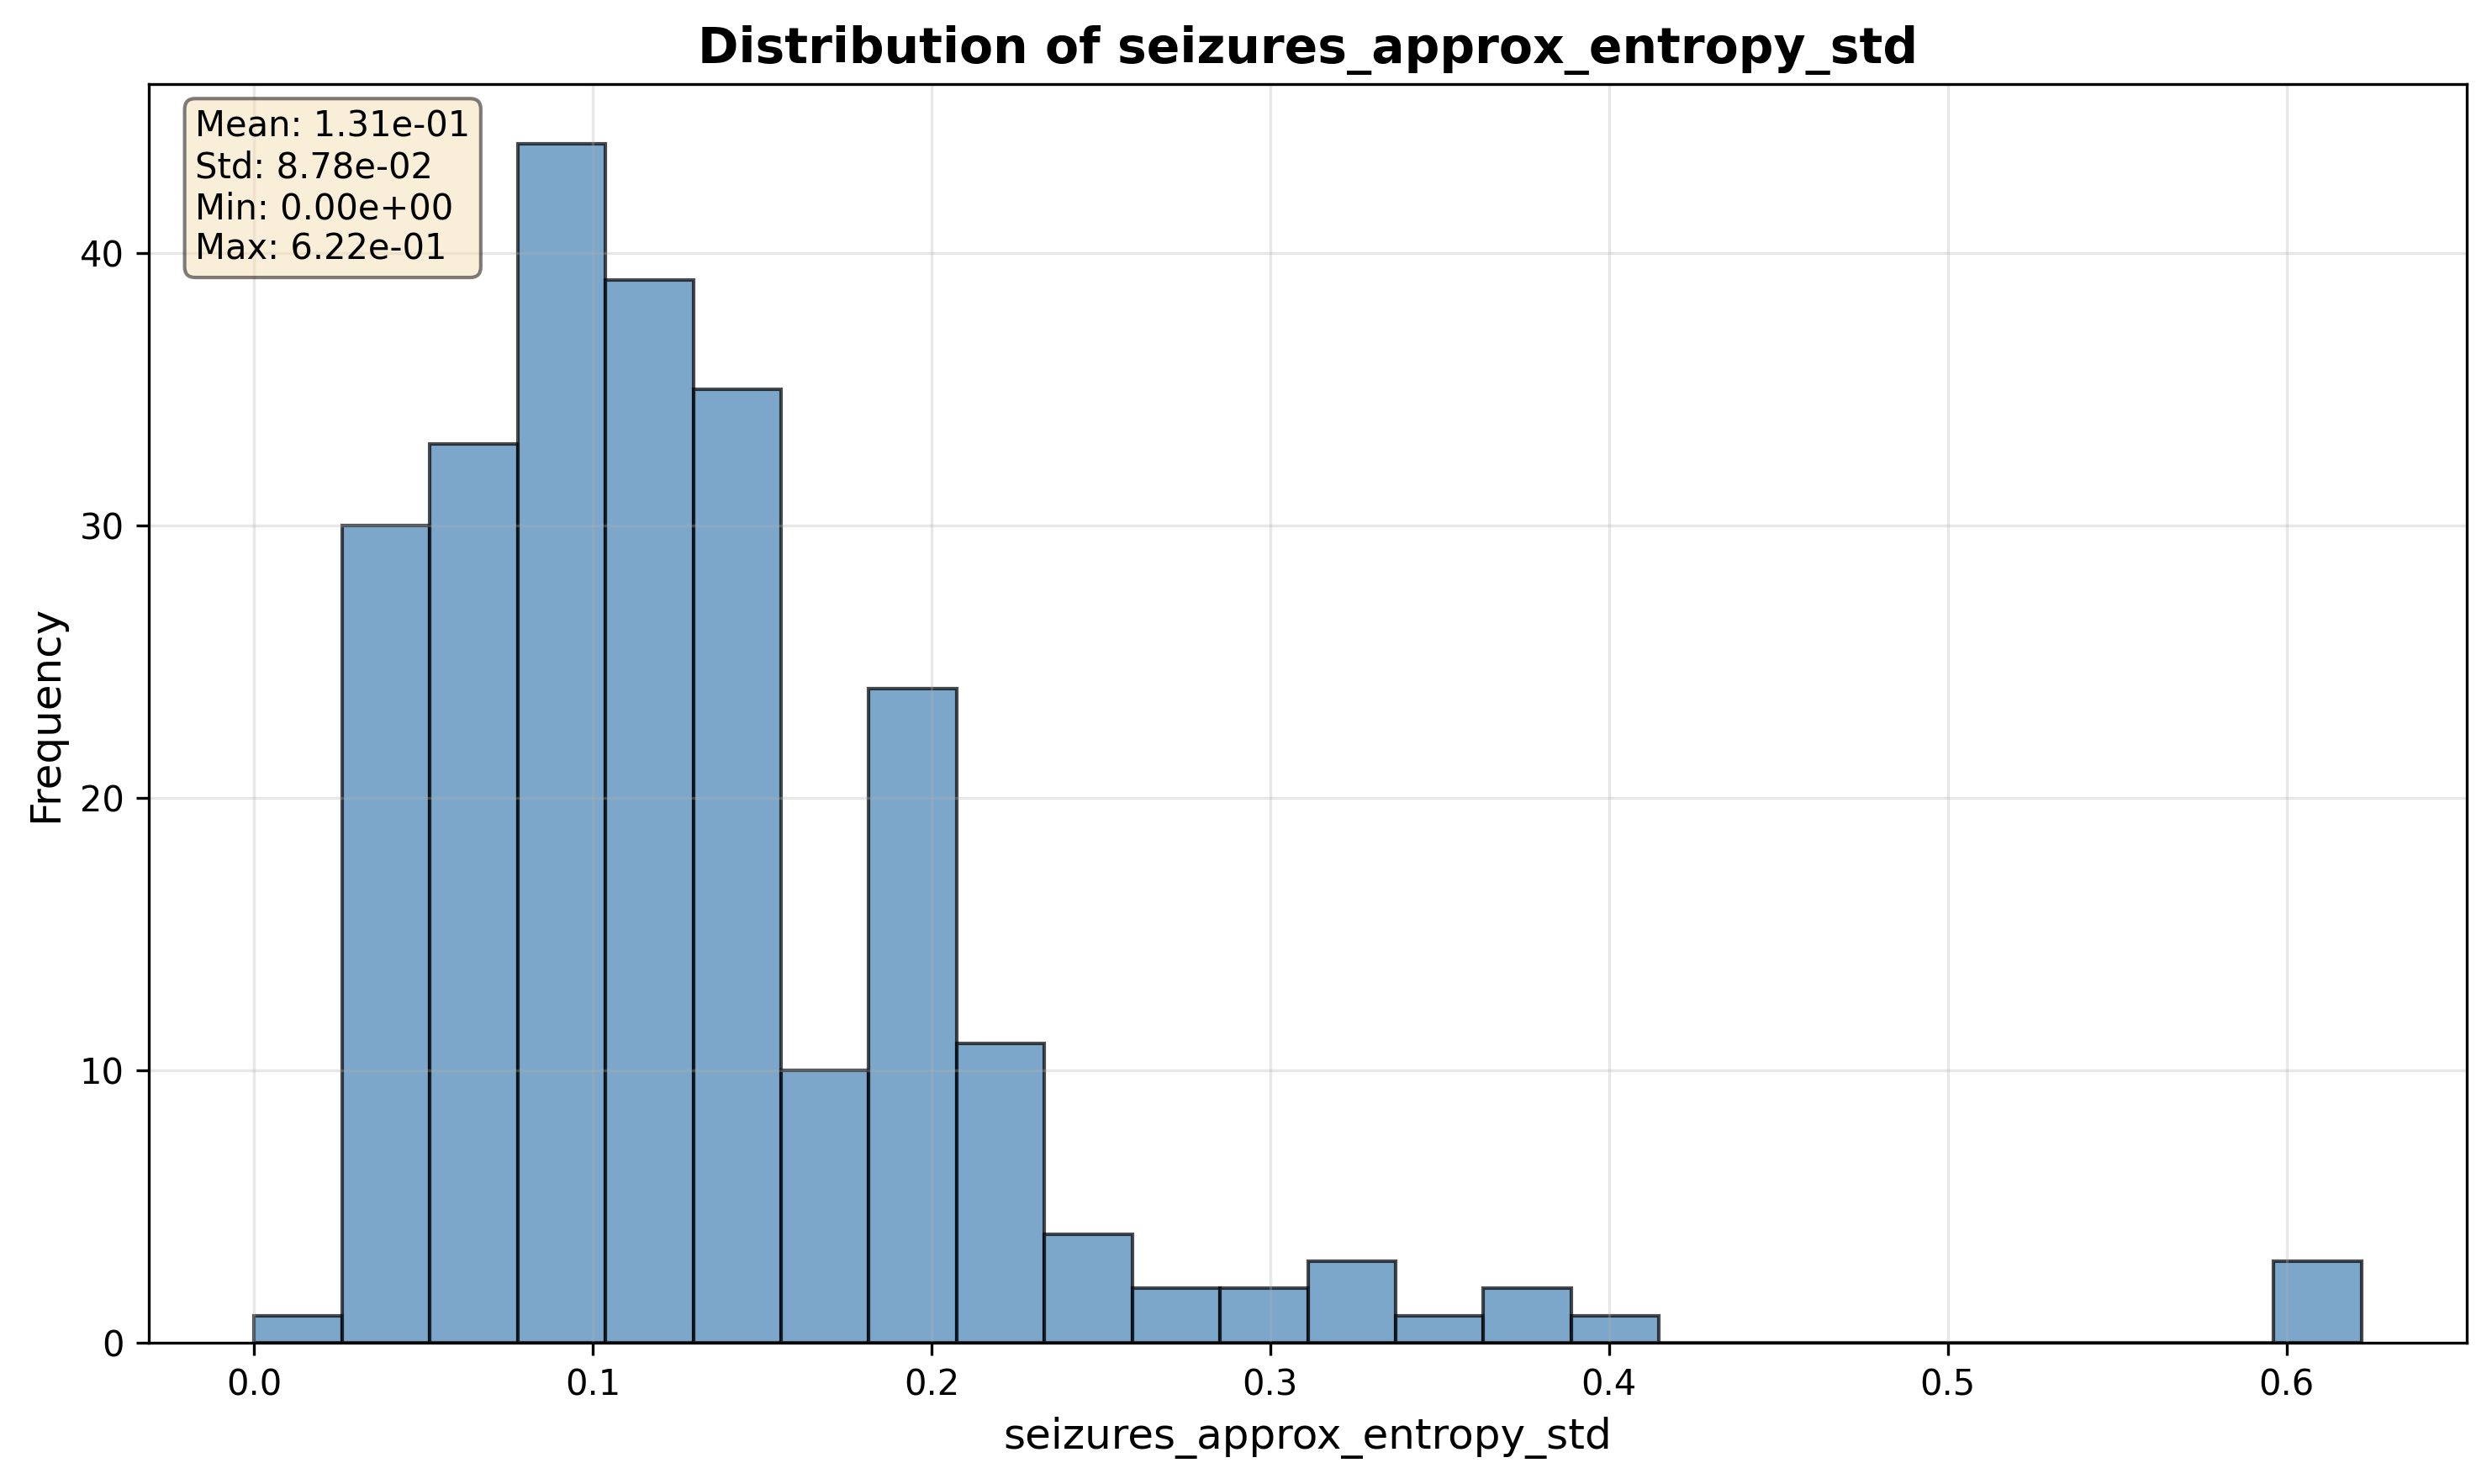 Distribution of seizures_approx_entropy_std
Mean: 1.31e-01
Std: 8.78e-02
Min: 0.00e+00
Max: 6.22e-01
Frequency
40
30
20
10
0
0.0 0.1 0.2 0.3 0.4 0.5 0.6
seizures_approx_entropy_std